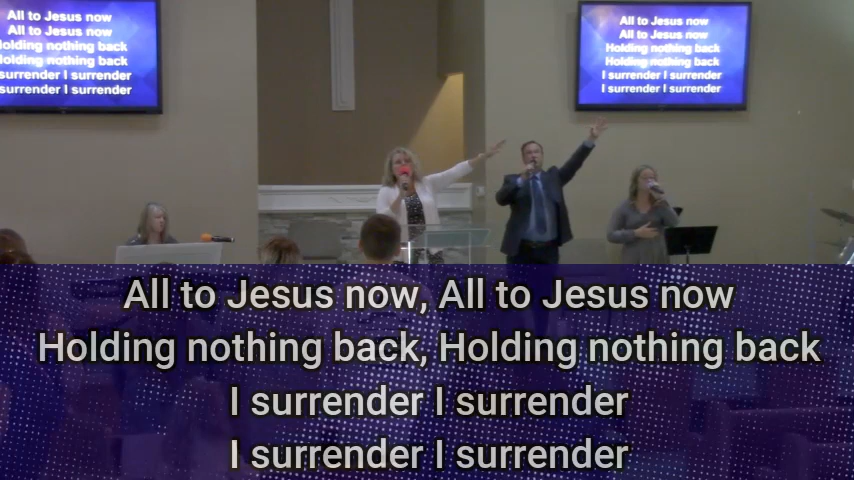 All to Jesus now
All to Jesus now
Holding nothing back
Holding nothing back
surrender I surrender
surrender I surrender
All to Jesus now
All to Jesus now
Holding nothing back
Holding nothing back
I surrender I surrender
I surrender I surrender
All to Jesus now, All to Jesus now
Holding nothing back, Holding nothing back
I surrender I surrender
I surrender I surrender